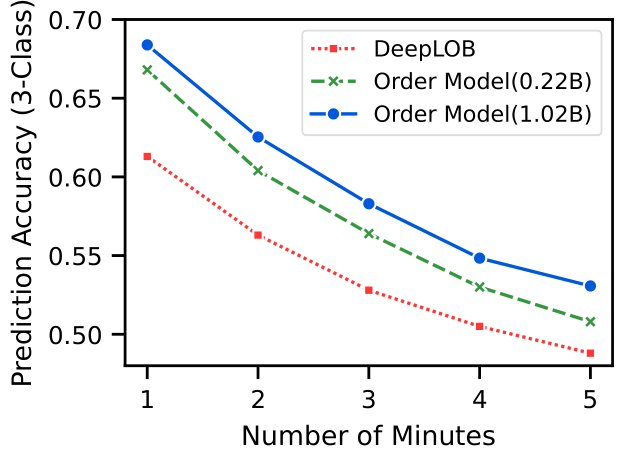 Prediction Accuracy (3-Class)
0.70
0.65
0.60
0.55
0.50
DeepLOB
Order Model(0.22B)
Order Model(1.02B)
1 2 3 4 5
Number of Minutes